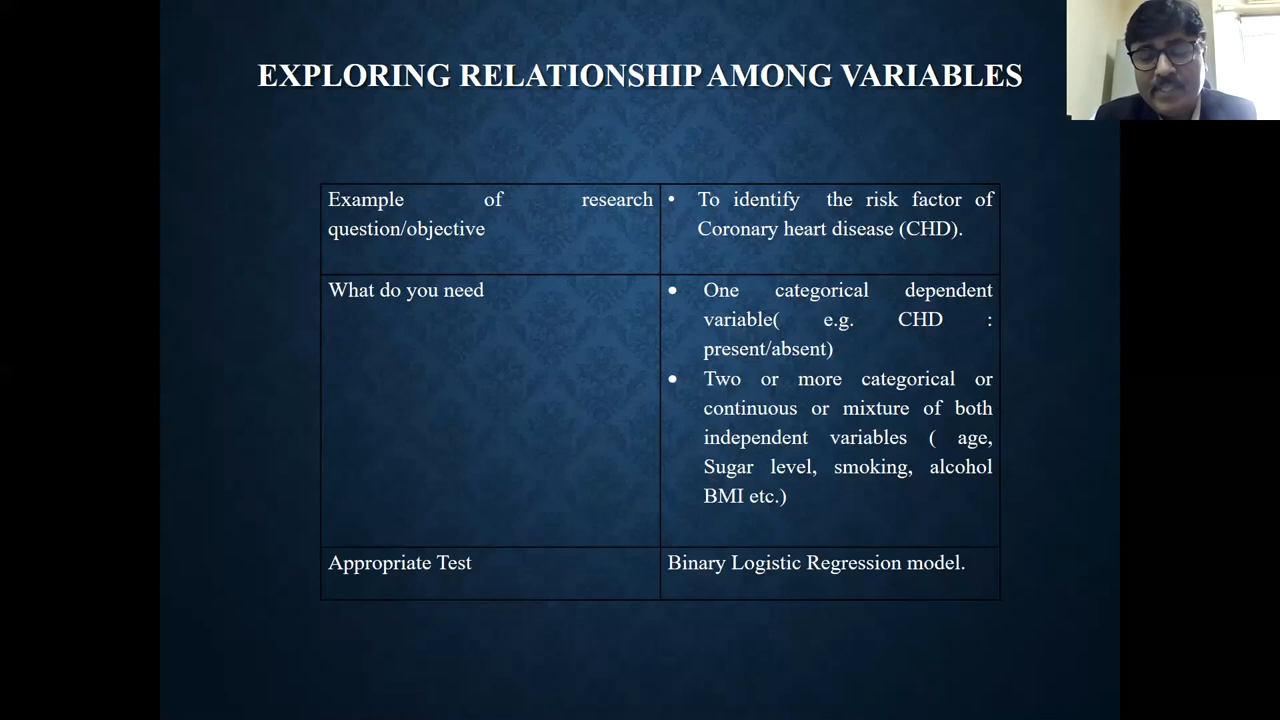 EXPLORING RELATIONSHIP AMONG VARIABLES
Example of research
question/objective
• To identify the risk factor of
Coronary heart disease (CHD).
What do you need
• One categorical dependent
variable( e.g. CHD :
present/absent)
• Two or more categorical or
continuous or mixture of both
independent variables ( age,
Sugar level, smoking, alcohol
BMI etc.)
Appropriate Test
Binary Logistic Regression model.